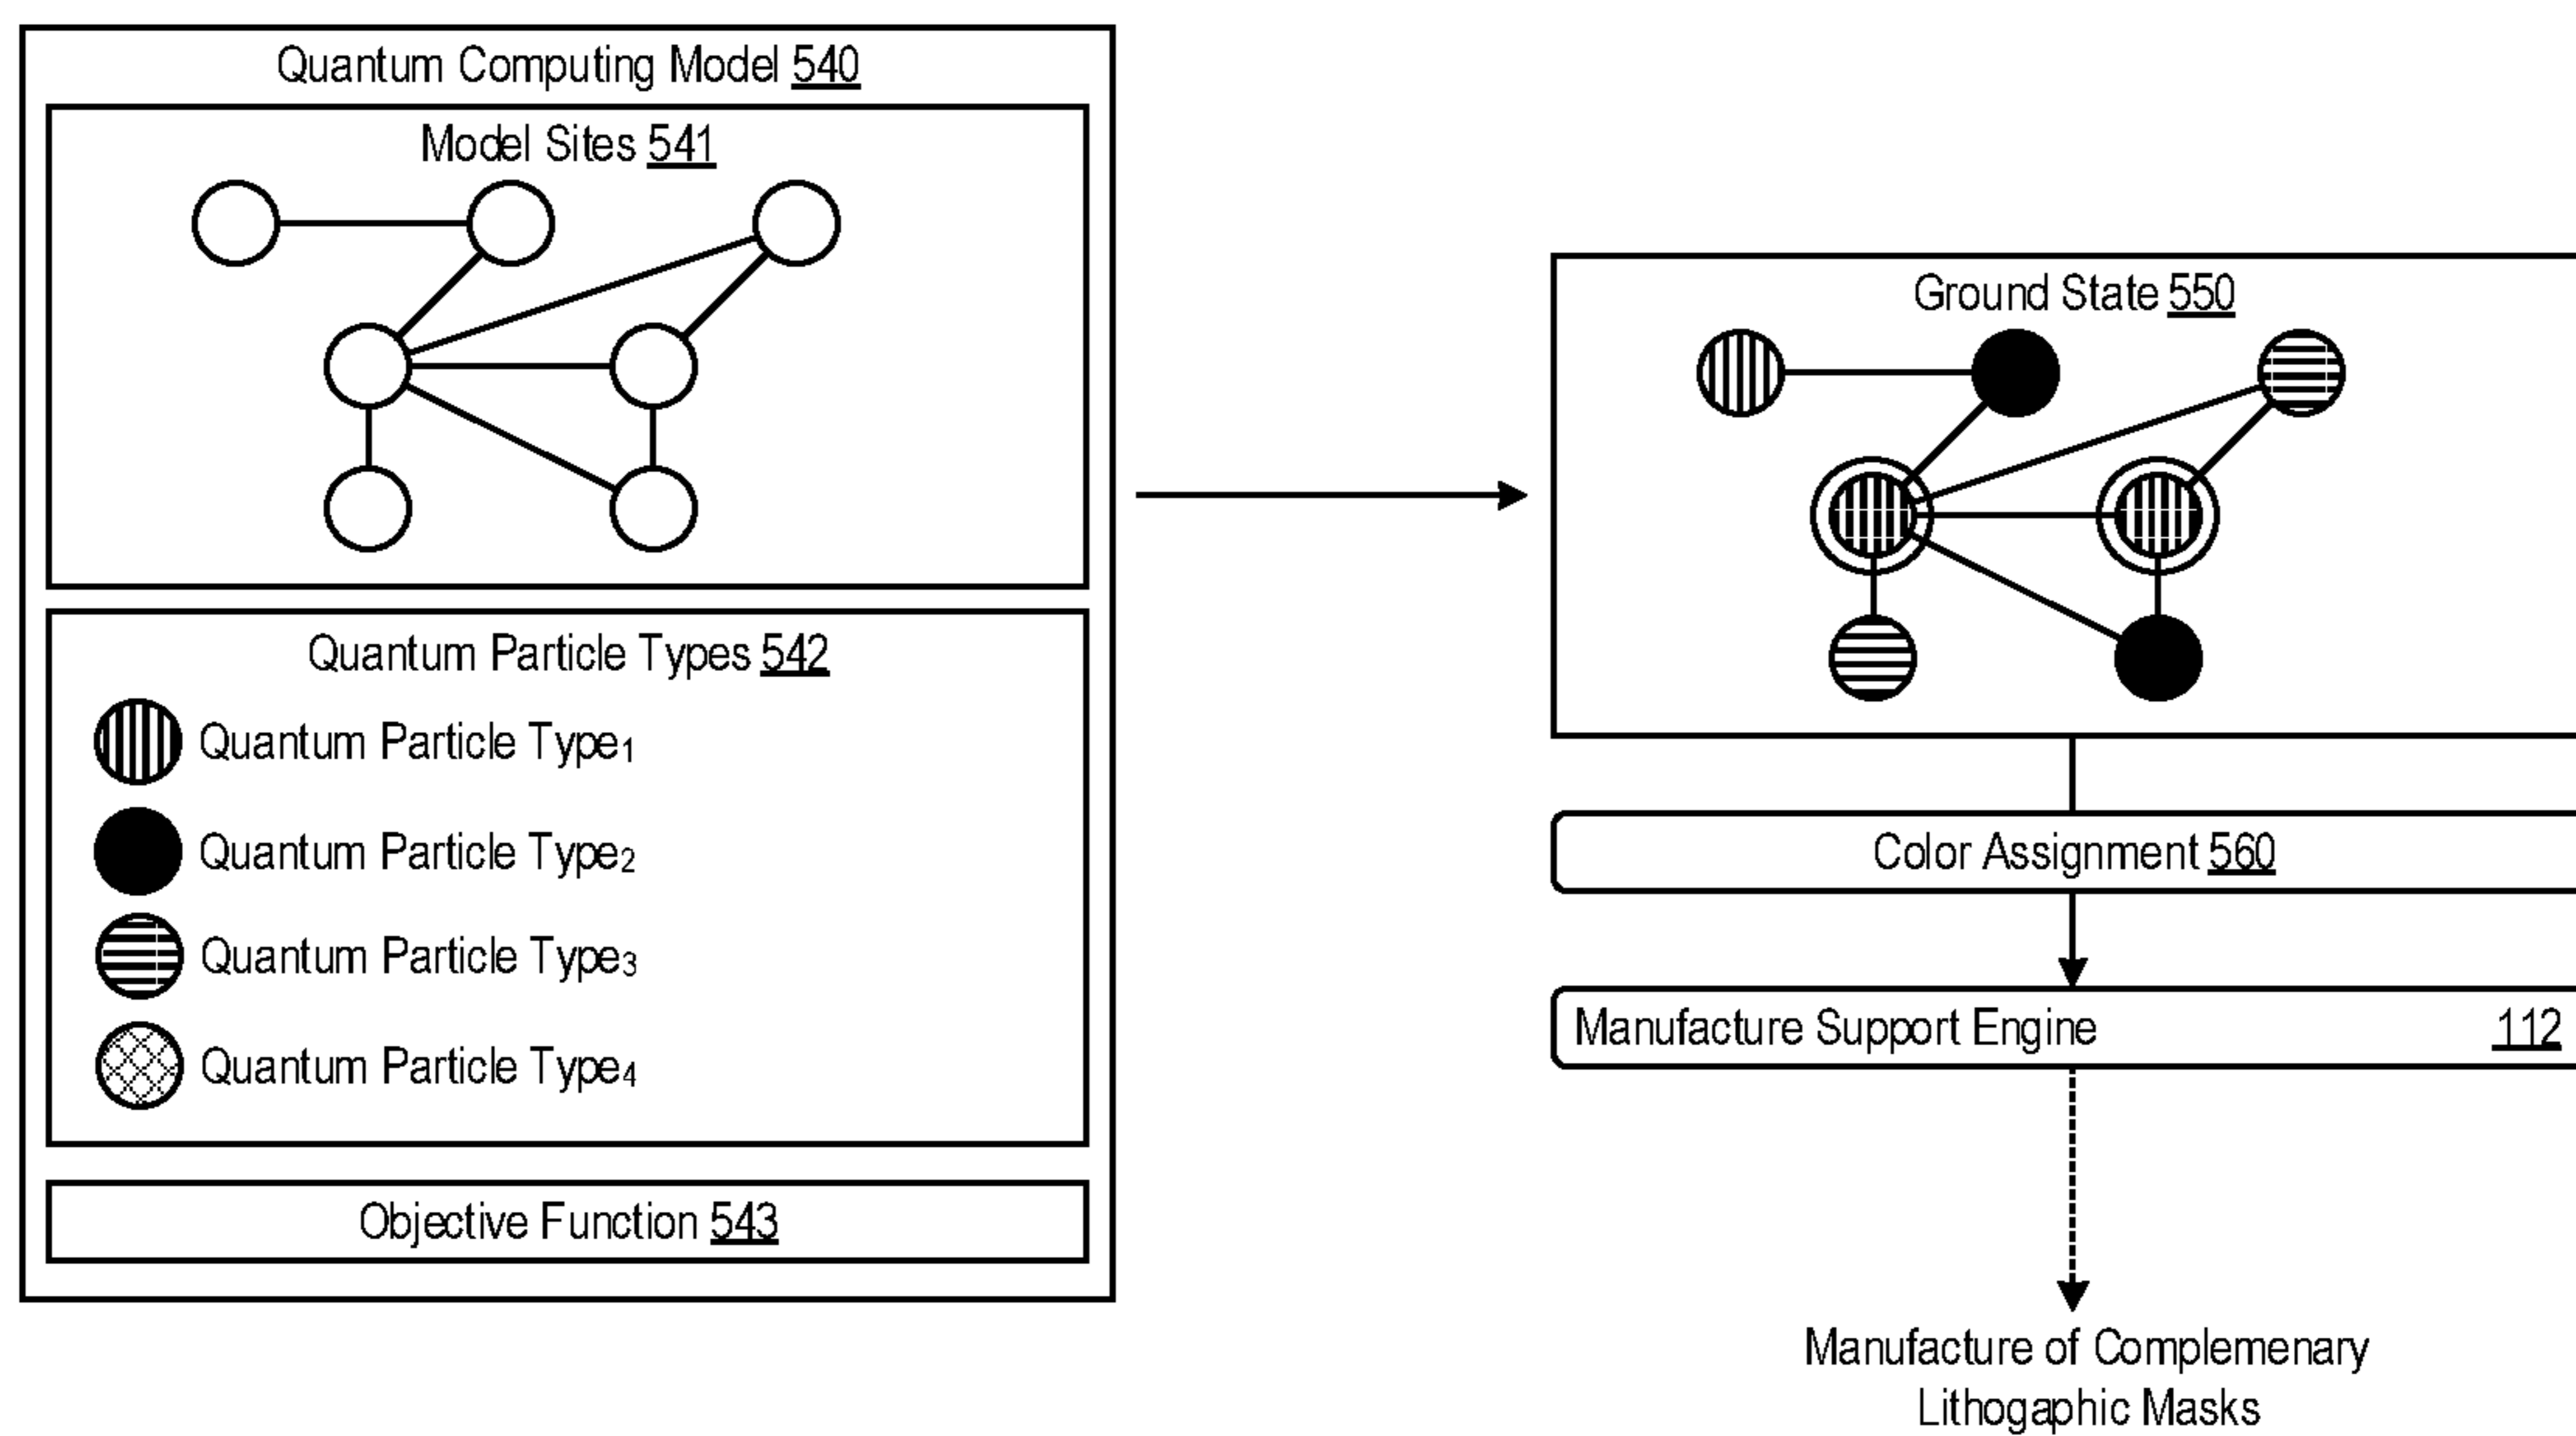 Quantum Computing Model 540
Model Sites 541
Quantum Particle Types 542
Quantum Particle Type₁
Quantum Particle Type₂
Quantum Particle Type₃
Quantum Particle Type₄
Objective Function 543
Ground State 550
Color Assignment 560
Manufacture Support Engine 112
Manufacture of Complemenary
Lithogaphic Masks